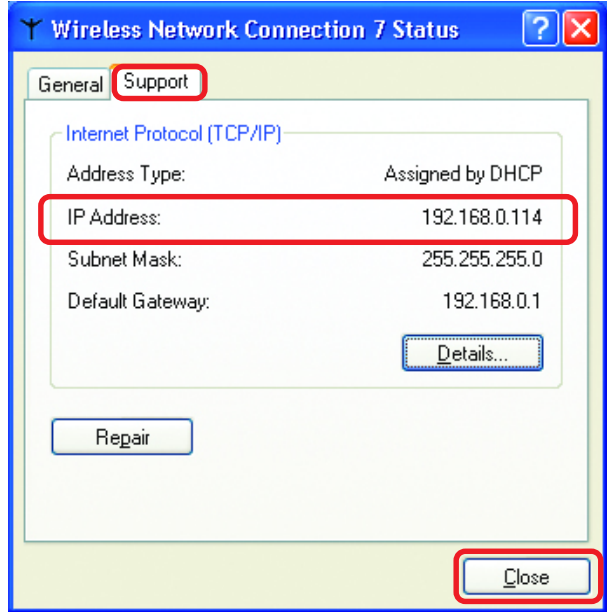 Wireless Network Connection 7 Status
General Support
Internet Protocol (TCP/IP)
Address Type: Assigned by DHCP
IP Address: 192.168.0.114
Subnet Mask: 255.255.255.0
Default Gateway: 192.168.0.1
Details...
Repair
Close